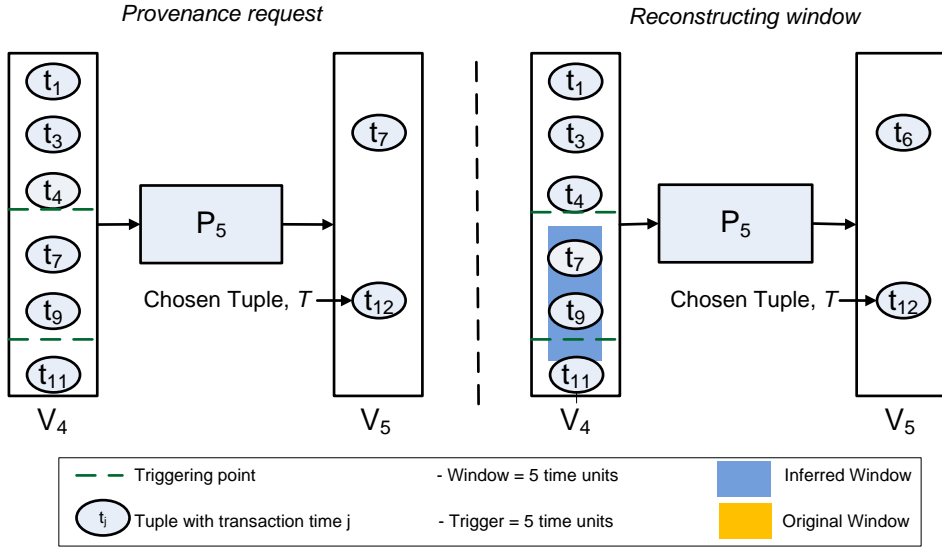 Provenance request
t1
t3
t4
t7
t9
t11
V4
P5
Chosen Tuple, T
t7
t12
V5
Reconstructing window
t1
t3
t4
t7
t9
t11
V4
P5
Chosen Tuple, T
t6
t12
V5
Triggering point
- Window = 5 time units
Inferred Window
tj
Tuple with transaction time j
- Trigger = 5 time units
Original Window